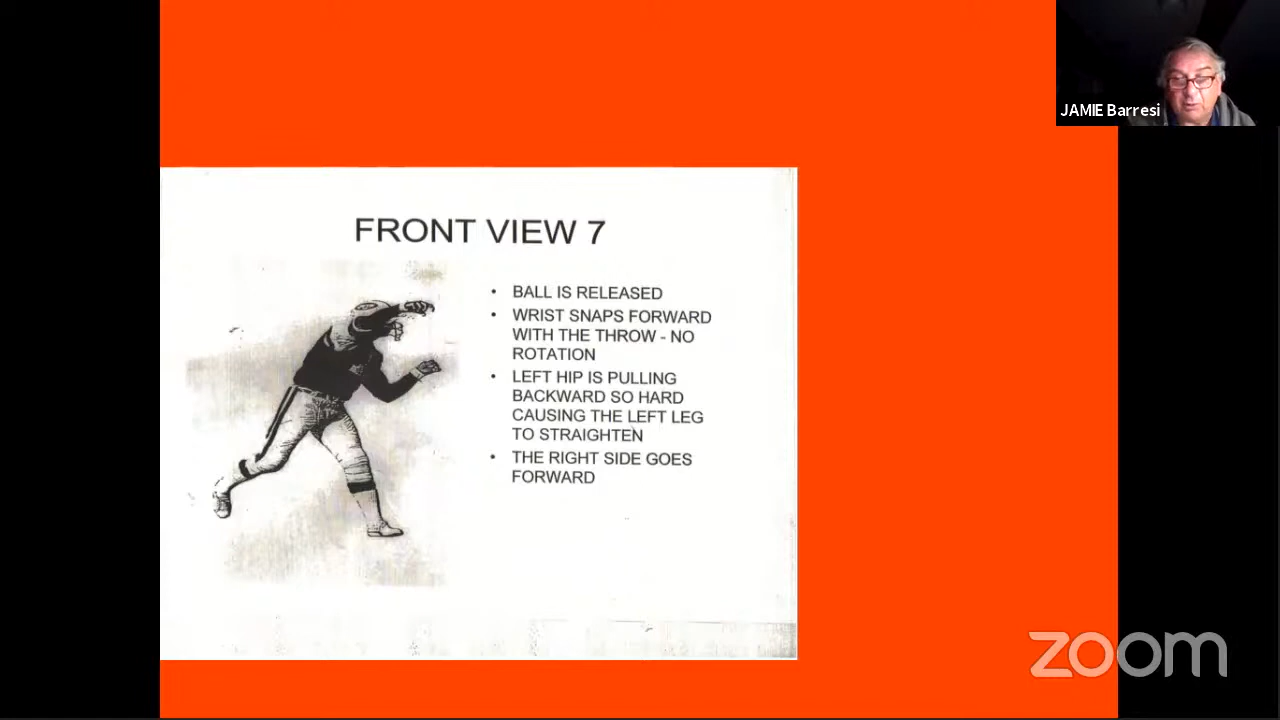 JAMIE Barresi
FRONT VIEW 7
• BALL IS RELEASED
• WRIST SNAPS FORWARD
WITH THE THROW - NO
ROTATION
• LEFT HIP IS PULLING
BACKWARD SO HARD
CAUSING THE LEFT LEG
TO STRAIGHTEN
• THE RIGHT SIDE GOES
FORWARD
zoom